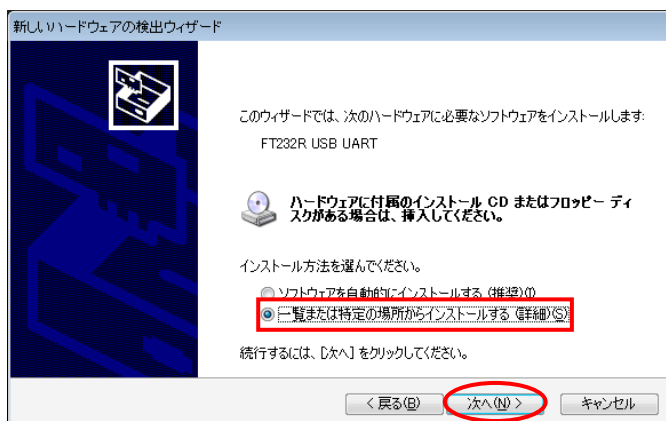 新しいハードウェアの検出ウィザード
このウィザードでは、次のハードウェアに必要なソフトウェアをインストールします:
FT232R USB UART
ハードウェアに付属のインストール CD またはフロッピー ディ
スクがある場合は、挿入してください。
インストール方法を選んでください。
ソフトウェアを自動的にインストールする (推奨)(I)
一覧または特定の場所からインストールする (詳細)(S)
続行するには、[次へ] をクリックしてください。
< 戻る(B) 次へ(N) > キャンセル